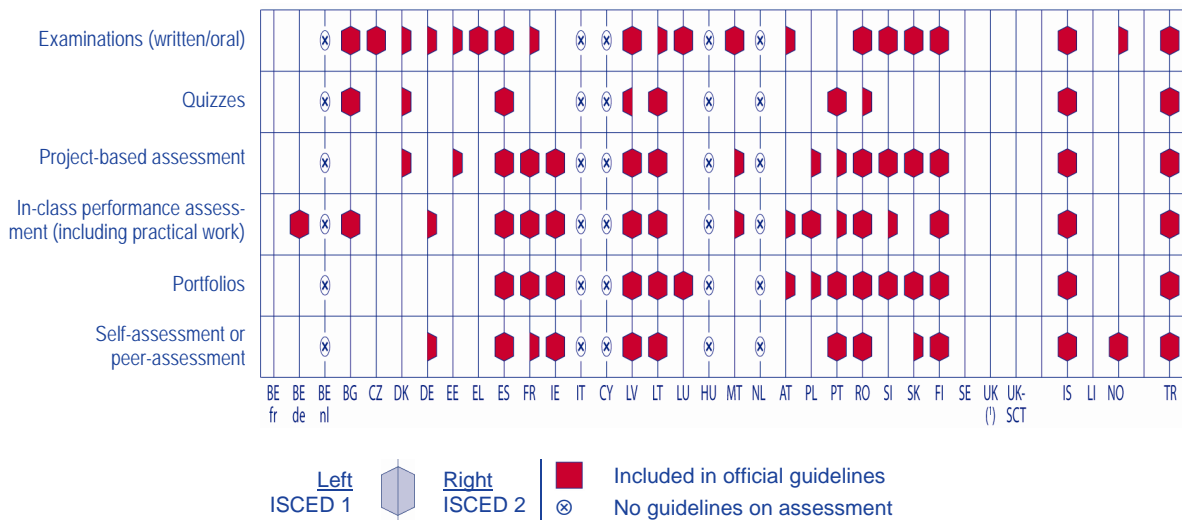 Examinations (written/oral)
Quizzes
Project-based assessment
In-class performance assess-
ment (including practical work)
Portfolios
Self-assessment or
peer-assessment
BE fr BE de BE nl BG CZ DK DE EE EL ES FR IE IT CY LV LT LU HU MT NL AT PL PT RO SI SK FI SE UK (¹) UK-SCT IS LI NO TR
Left Right Included in official guidelines
ISCED 1 ISCED 2 No guidelines on assessment